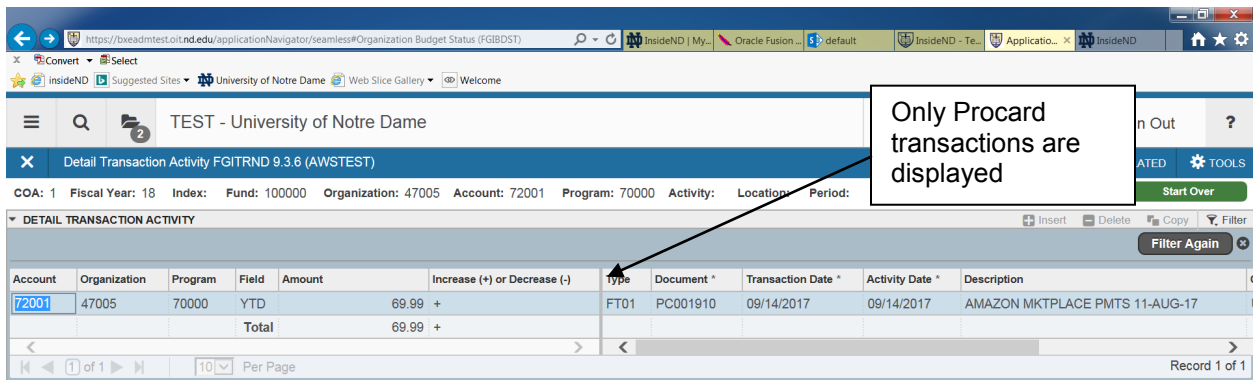 https://bxeadmtest.oit.nd.edu/applicationNavigator/seamless#Organization Budget Status (FGIBDST)
InsideND | My...
Oracle Fusion ...
default
InsideND - Te...
Applicatio...
InsideND
x Convert Select
insideND Suggested Sites University of Notre Dame Web Slice Gallery Welcome
2 TEST - University of Notre Dame n Out ?
Only Procard
transactions are
displayed
X Detail Transaction Activity FGITRND 9.3.6 (AWSTEST) ATED TOOLS
COA: 1 Fiscal Year: 18 Index: Fund: 100000 Organization: 47005 Account: 72001 Program: 70000 Activity: Location: Period: Start Over
DETAIL TRANSACTION ACTIVITY Insert Delete Copy Filter
Filter Again
Account Organization Program Field Amount Increase (+) or Decrease (-) Type Document * Transaction Date * Activity Date * Description
72001 47005 70000 YTD 69.99 + FT01 PC001910 09/14/2017 09/14/2017 AMAZON MKTPLACE PMTS 11-AUG-17
Total 69.99 +
1 of 1 10 Per Page Record 1 of 1